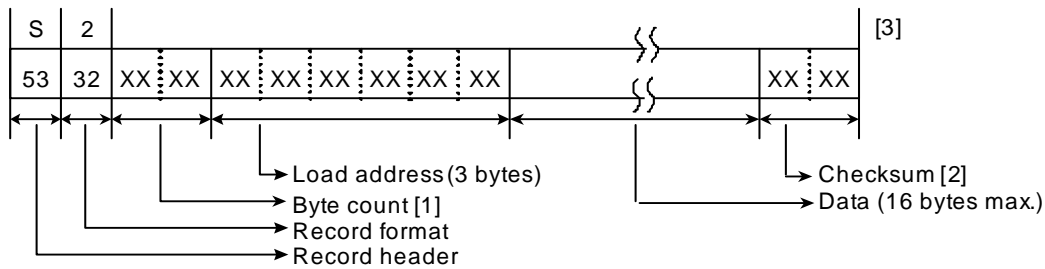 S 2 [3]
53 32 XX XX XX XX XX XX XX XX XX XX
Load address (3 bytes) Checksum [2]
Byte count [1] Data (16 bytes max.)
Record format
Record header